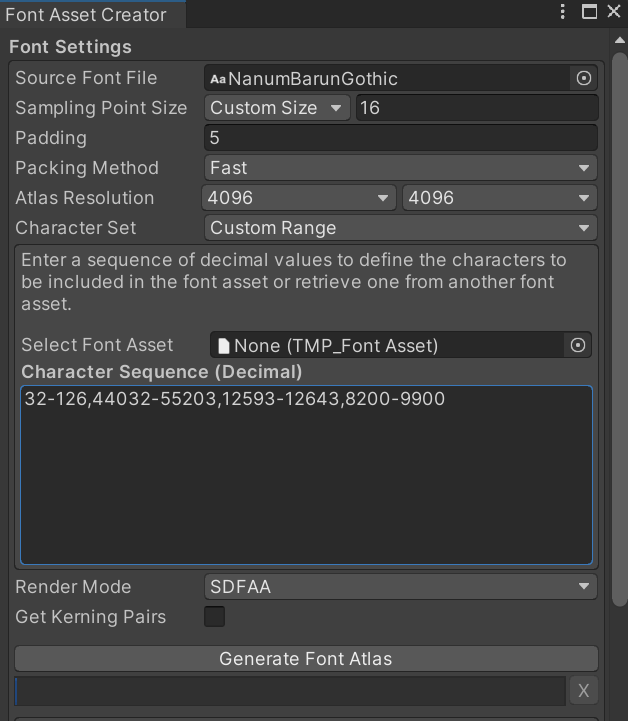 Font Asset Creator
Font Settings
Source Font File Aa NanumBarunGothic
Sampling Point Size Custom Size 16
Padding 5
Packing Method Fast
Atlas Resolution 4096 4096
Character Set Custom Range
Enter a sequence of decimal values to define the characters to
be included in the font asset or retrieve one from another font
asset.
Select Font Asset None (TMP_Font Asset)
Character Sequence (Decimal)
32-126,44032-55203,12593-12643,8200-9900
Render Mode SDFAA
Get Kerning Pairs
Generate Font Atlas
X